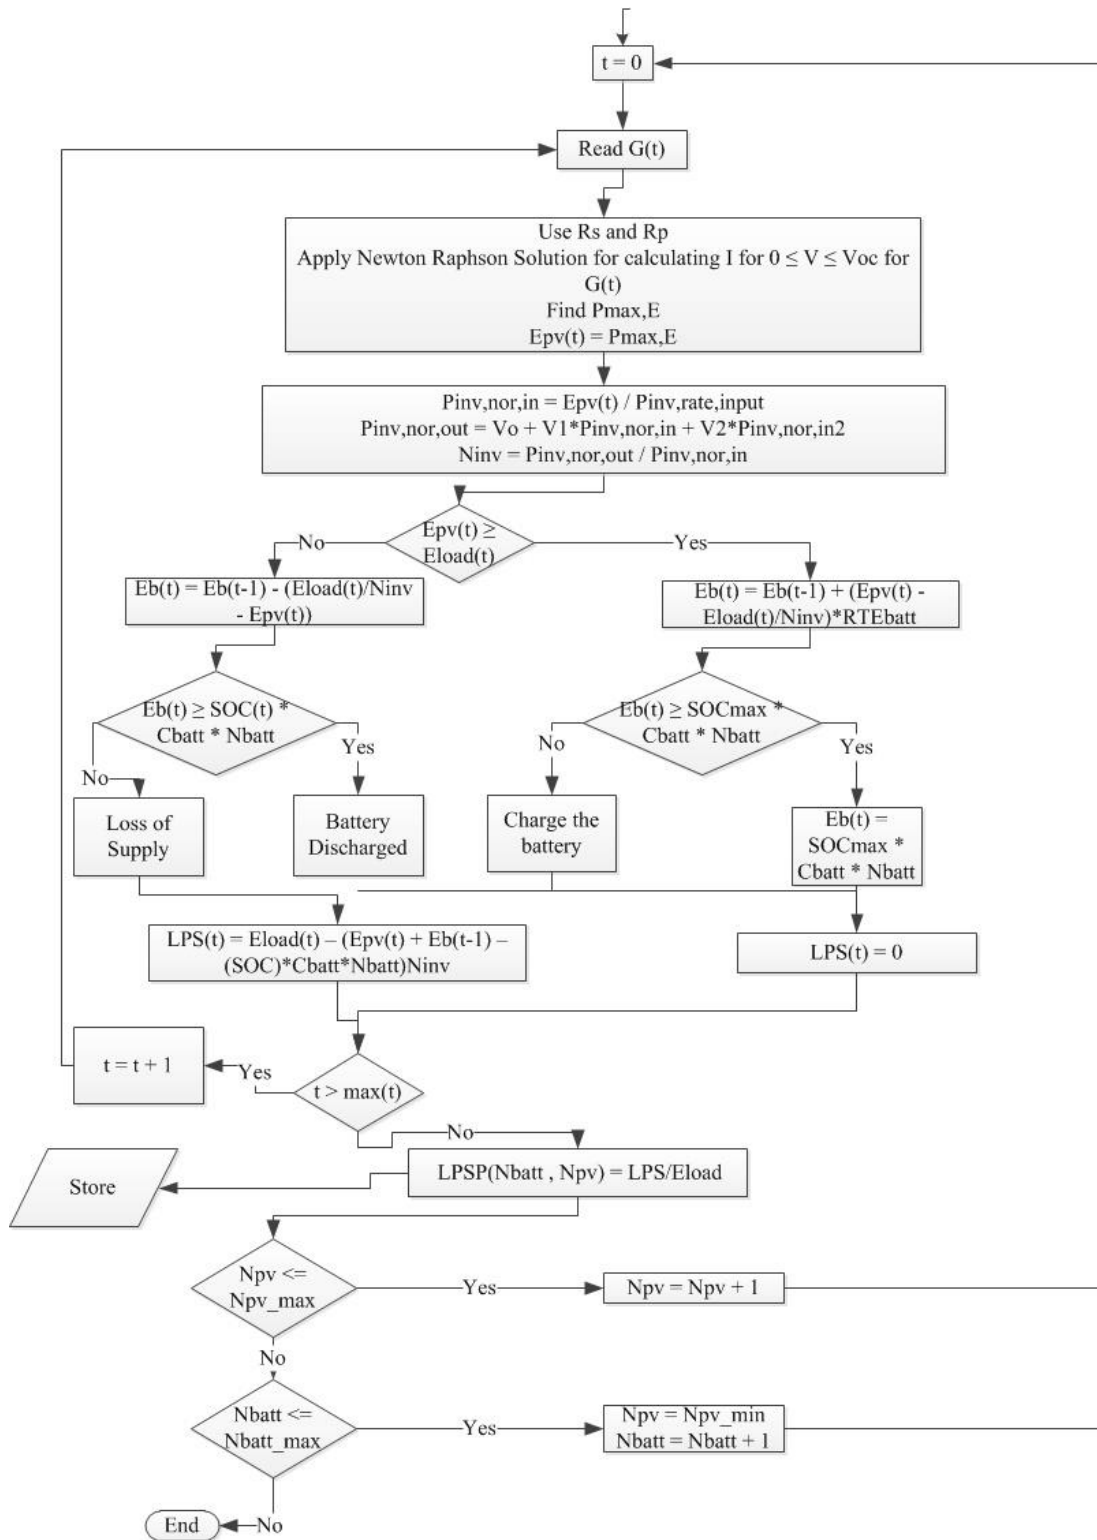 t = 0
Read G(t)
Use Rs and Rp
Apply Newton Raphson Solution for calculating I for 0 ≤ V ≤ Voc for
G(t)
Find Pmax,E
Epv(t) = Pmax,E
Pinv,nor,in = Epv(t) / Pinv,rate,input
Pinv,nor,out = Vo + V1*Pinv,nor,in + V2*Pinv,nor,in2
Ninv = Pinv,nor,out / Pinv,nor,in
Epv(t) ≥
Eload(t)
No
Yes
Eb(t) = Eb(t-1) - (Eload(t)/Ninv
- Epv(t))
Eb(t) = Eb(t-1) + (Epv(t) -
Eload(t)/Ninv)*RTEbatt
Eb(t) ≥ SOC(t) *
Cbatt * Nbatt
Eb(t) ≥ SOCmax *
Cbatt * Nbatt
No
Yes
No
Yes
Loss of
Supply
Battery
Discharged
Charge the
battery
Eb(t) =
SOCmax *
Cbatt * Nbatt
LPS(t) = Eload(t) – (Epv(t) + Eb(t-1) –
(SOC)*Cbatt*Nbatt)Ninv
LPS(t) = 0
t = t + 1
Yes
t > max(t)
No
LPSP(Nbatt , Npv) = LPS/Eload
Store
Npv <=
Npv_max
Yes
Npv = Npv + 1
No
Nbatt <=
Nbatt_max
Yes
Npv = Npv_min
Nbatt = Nbatt + 1
No
End